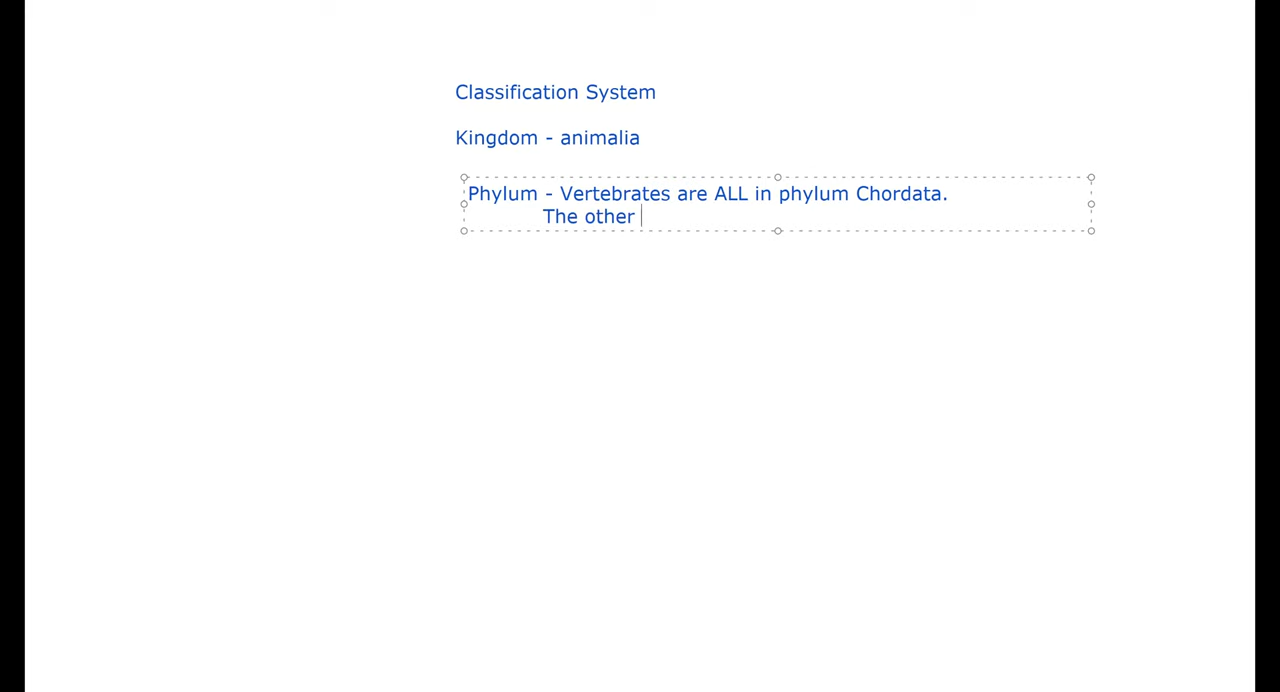 Classification System
Kingdom - animalia
Phylum - Vertebrates are ALL in phylum Chordata.
The other